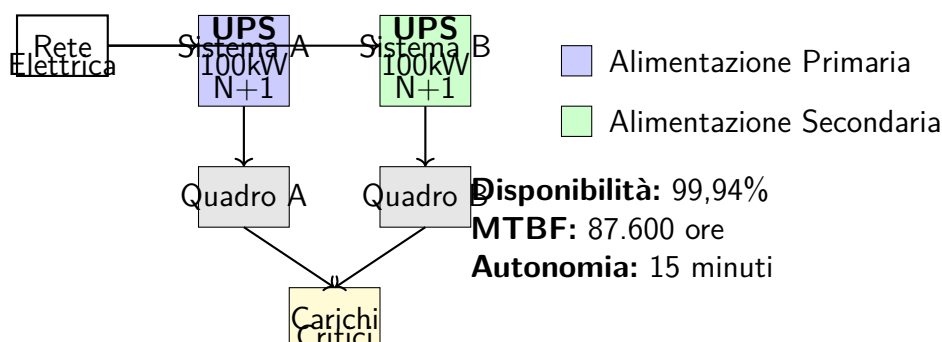 Rete
Elettrica
UPS
Sistema A
100kW
N+1
UPS
Sistema B
100kW
N+1
Alimentazione Primaria
Alimentazione Secondaria
Quadro A
Quadro B
Disponibilità: 99,94%
MTBF: 87.600 ore
Autonomia: 15 minuti
Carichi
Critici